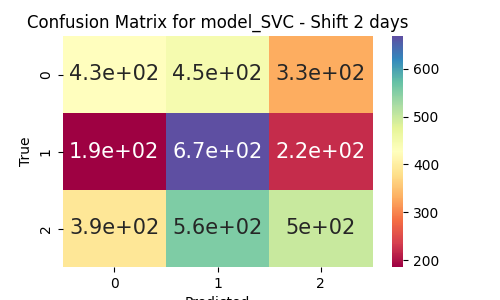 Confusion Matrix for model_SVC - Shift 2 days
0 4.3e+02 4.5e+02 3.3e+02
True 1 1.9e+02 6.7e+02 2.2e+02
2 3.9e+02 5.6e+02 5e+02
0 1 2
Predicted
600
500
400
300
200